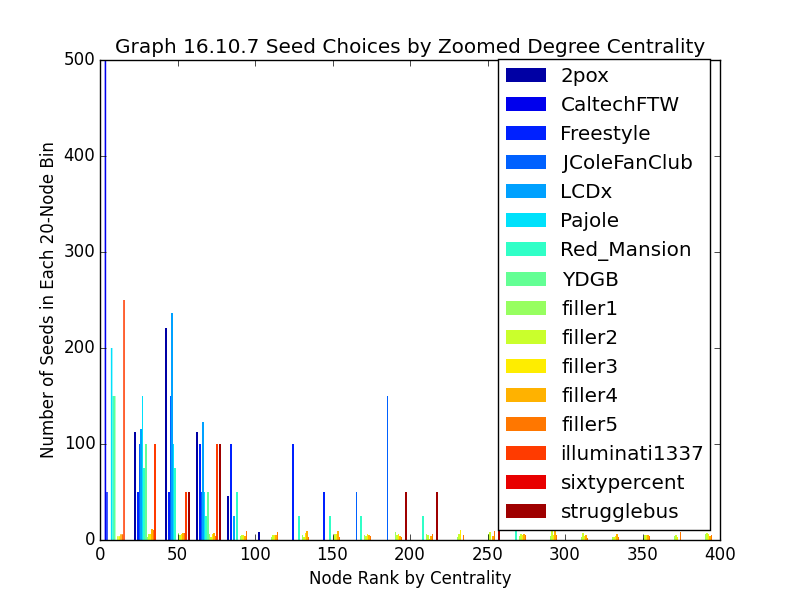 Graph 16.10.7 Seed Choices by Zoomed Degree Centrality
Number of Seeds in Each 20-Node Bin
500
400
300
200
100
0
0 50 100 150 200 250 300 350 400
Node Rank by Centrality
2pox
CaltechFTW
Freestyle
JColeFanClub
LCDx
Pajole
Red_Mansion
YDGB
filler1
filler2
filler3
filler4
filler5
illuminati1337
sixtypercent
strugglebus